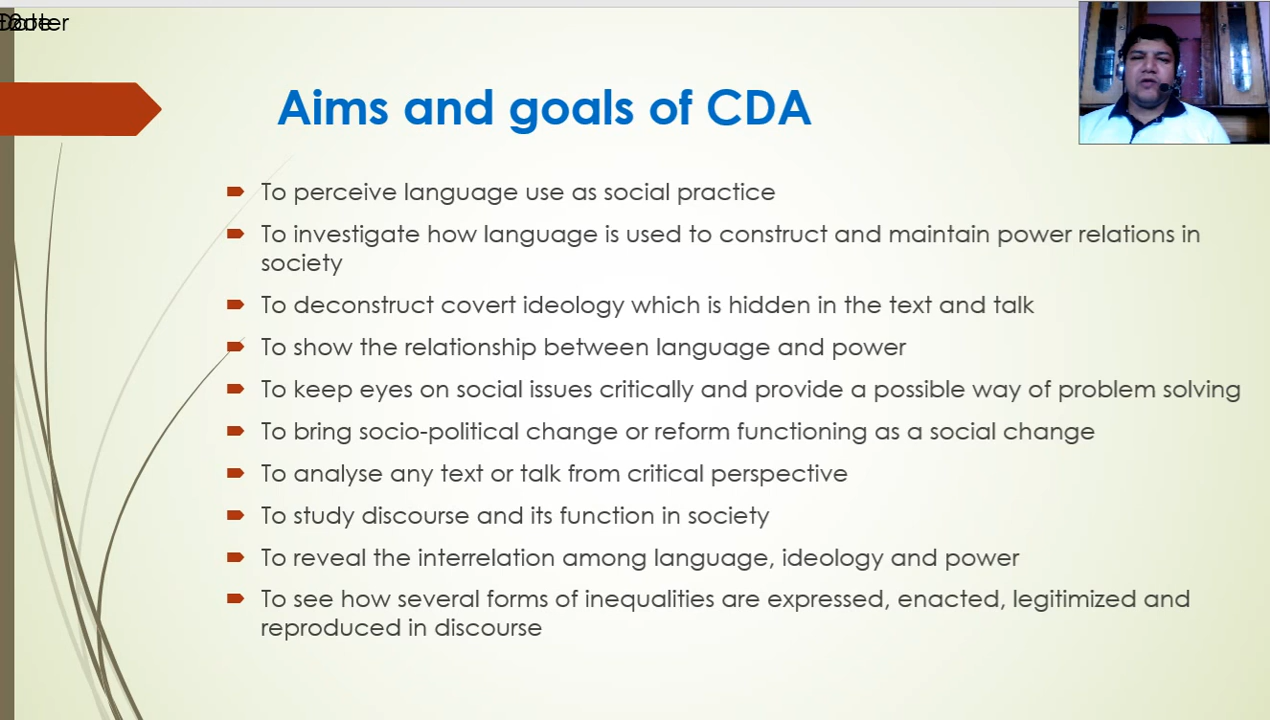 Aims and goals of CDA
To perceive language use as social practice
To investigate how language is used to construct and maintain power relations in
society
To deconstruct covert ideology which is hidden in the text and talk
To show the relationship between language and power
To keep eyes on social issues critically and provide a possible way of problem solving
To bring socio-political change or reform functioning as a social change
To analyse any text or talk from critical perspective
To study discourse and its function in society
To reveal the interrelation among language, ideology and power
To see how several forms of inequalities are expressed, enacted, legitimized and
reproduced in discourse